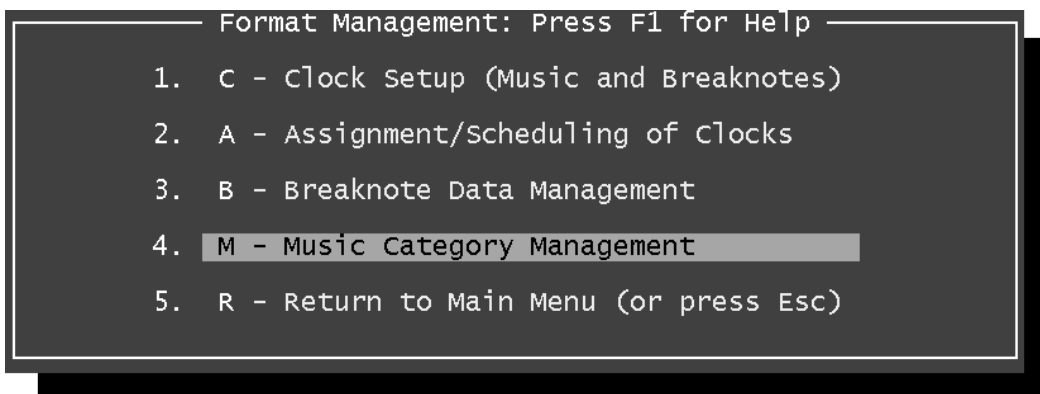 Format Management: Press F1 for Help
1. C - Clock Setup (Music and Breaknotes)
2. A - Assignment/Scheduling of Clocks
3. B - Breaknote Data Management
4. M - Music Category Management
5. R - Return to Main Menu (or press Esc)